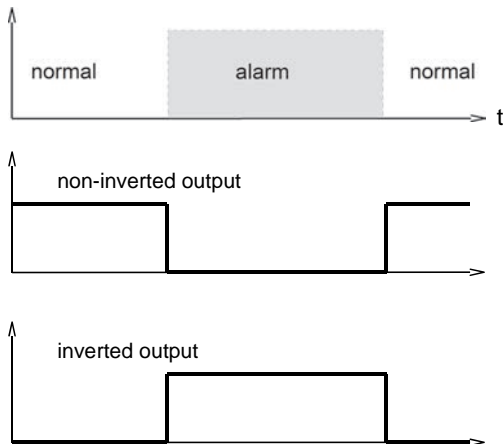 normal alarm normal
t
non-inverted output
inverted output